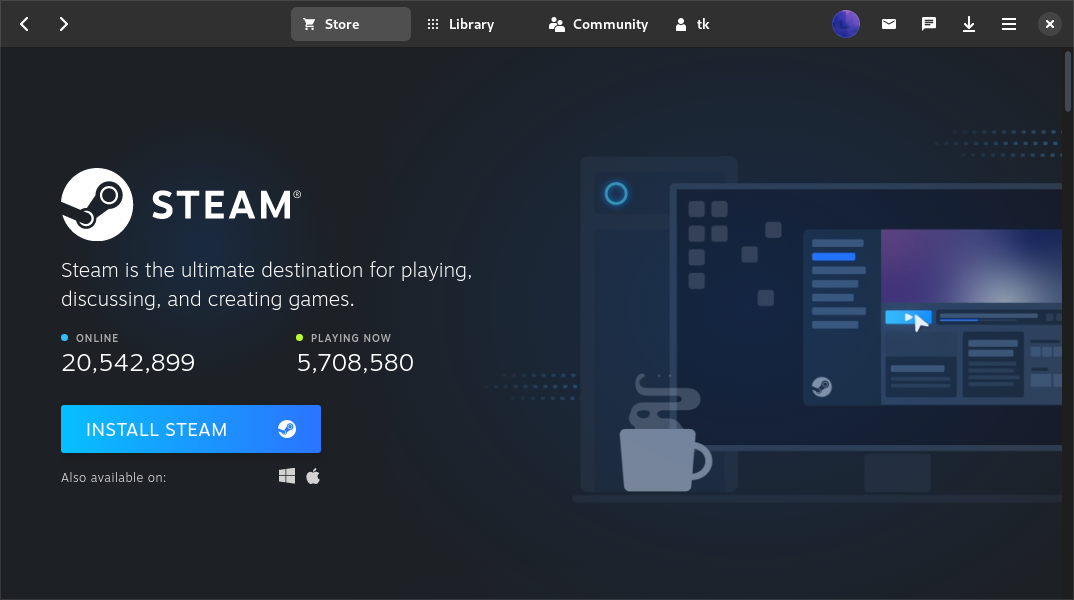 Store
Library
Community
tk
STEAM®
Steam is the ultimate destination for playing,
discussing, and creating games.
ONLINE
PLAYING NOW
20,542,899
5,708,580
INSTALL STEAM
Also available on: